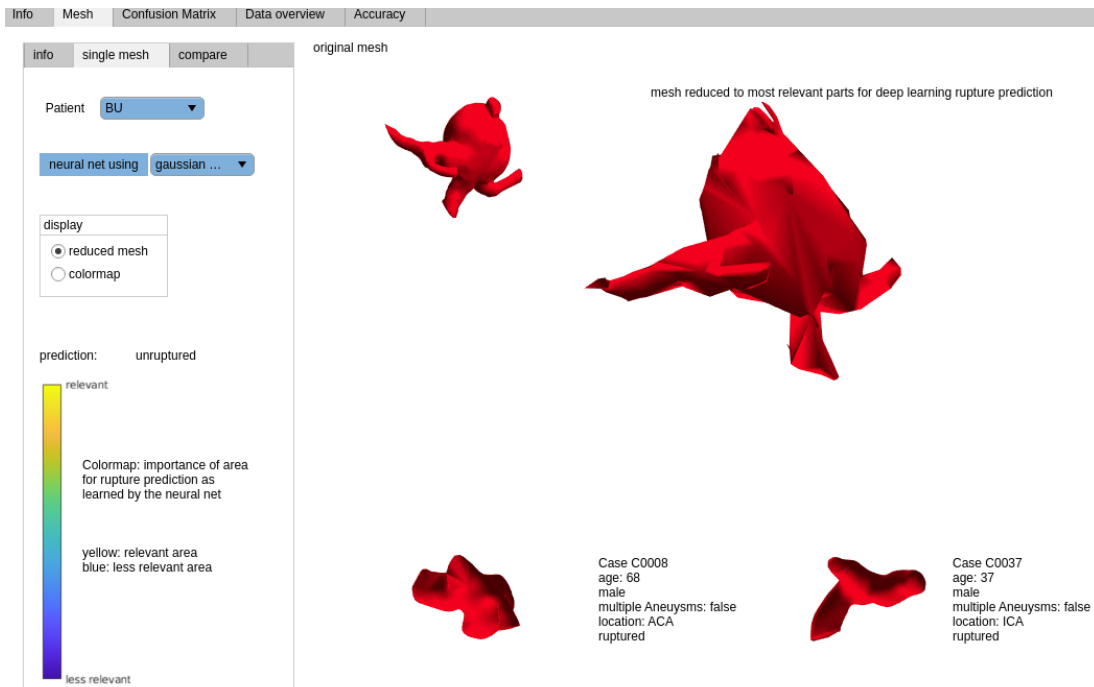 Info Mesh Confusion Matrix Data overview Accuracy
info single mesh compare
original mesh
Patient BU
mesh reduced to most relevant parts for deep learning rupture prediction
neural net using gaussian ...
display
reduced mesh
colormap
prediction: unruptured
relevant
Colormap: importance of area
for rupture prediction as
learned by the neural net
yellow: relevant area
blue: less relevant area
less relevant
Case C0008
age: 68
male
multiple Aneuysms: false
location: ACA
ruptured
Case C0037
age: 37
male
multiple Aneuysms: false
location: ICA
ruptured